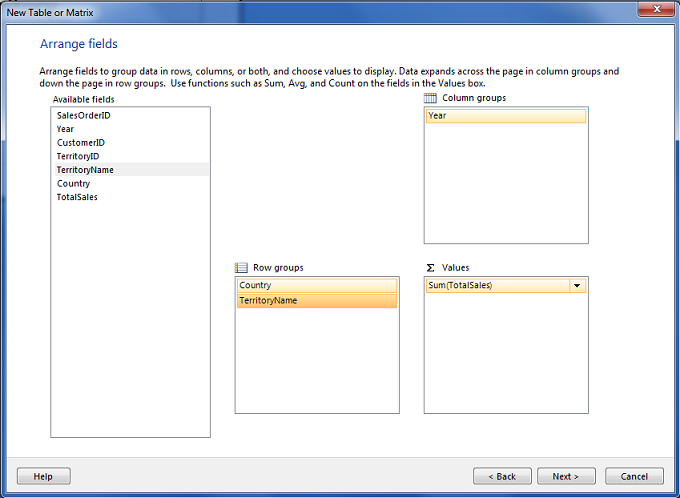 New Table or Matrix
Arrange fields
Arrange fields to group data in rows, columns, or both, and choose values to display. Data expands across the page in column groups and
down the page in row groups. Use functions such as Sum, Avg, and Count on the fields in the Values box.
Available fields
SalesOrderID
Year
CustomerID
TerritoryID
TerritoryName
Country
TotalSales
Column groups
Year
Row groups
Country
TerritoryName
Σ Values
Sum(TotalSales)
Help
< Back
Next >
Cancel